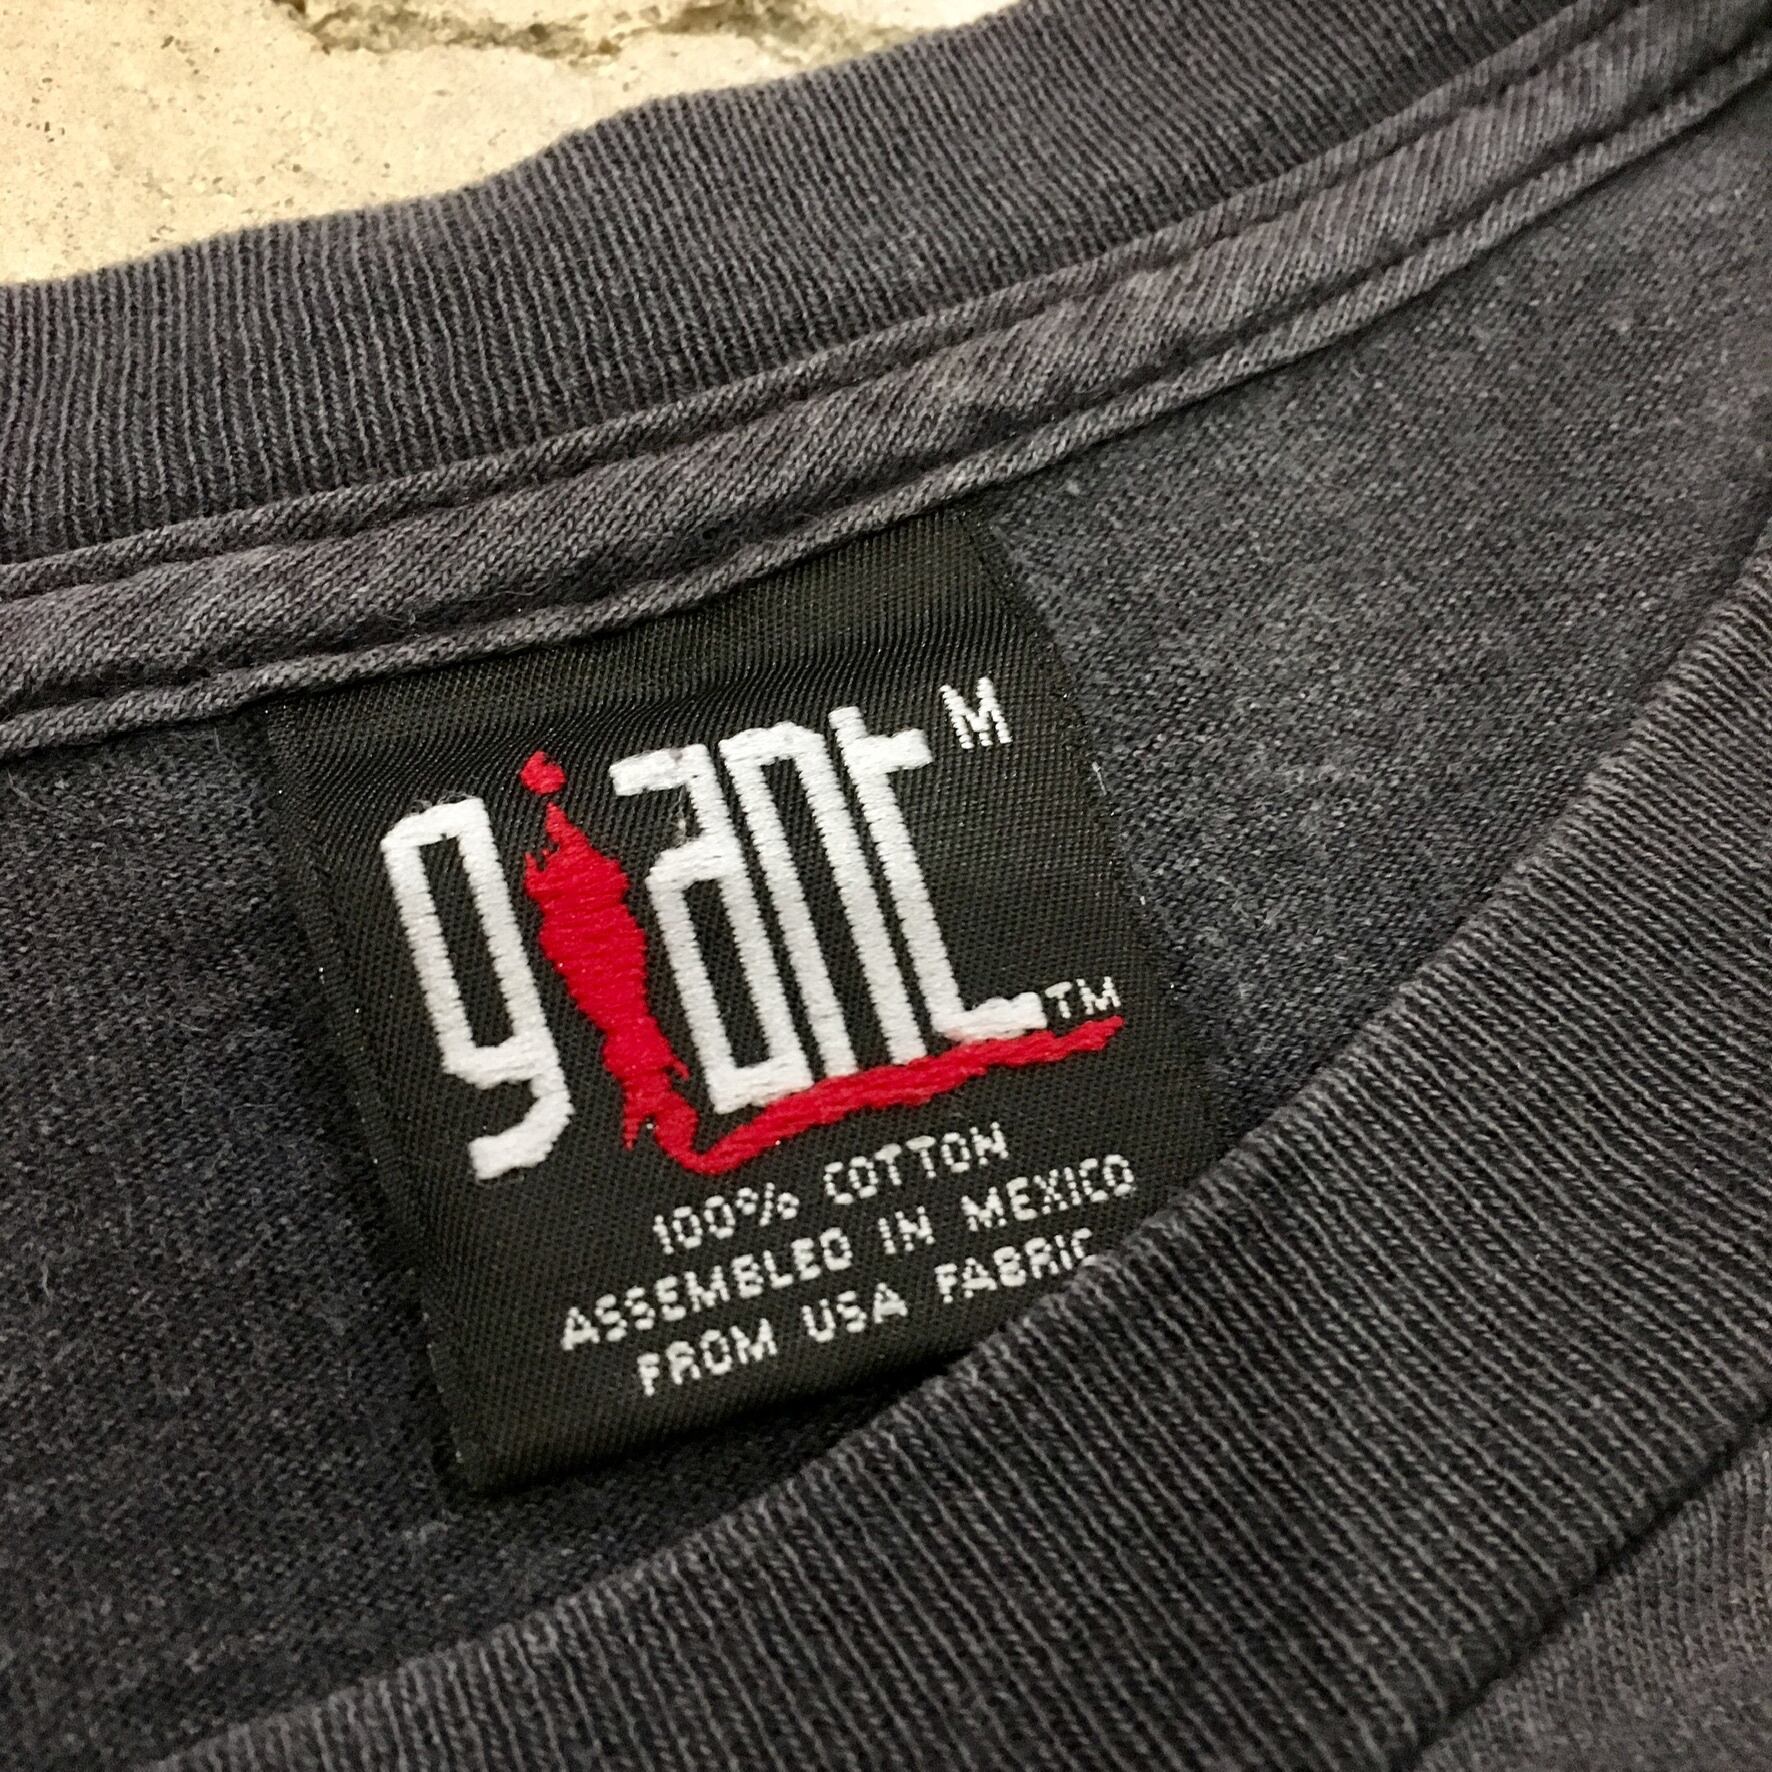 giant M
TM
100% COTTON
ASSEMBLED IN MEXICO
FROM USA FABRIC